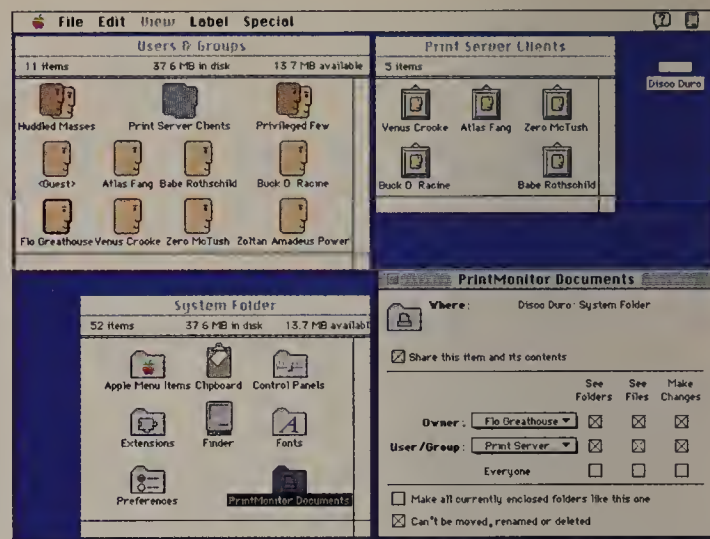 File Edit View Label Special
Users & Groups
11 items 37.6 MB in disk 13.7 MB available
Huddled Masses Print Server Clients Privileged Few
<Guest> Atlas Fang Babe Rothschild Buck O. Racine
Flo Greathouse Venus Crooke Zero McTush Zoltan Amadeus Power
Print Server Clients
5 items
Venus Crooke Atlas Fang Zero McTush
Buck O. Racine Babe Rothschild
Disco Duro
System Folder
52 items 37.6 MB in disk 13.7 MB availabl
Apple Menu Items Clipboard Control Panels
Extensions Finder Fonts
Preferences PrintMonitor Documents
PrintMonitor Documents
Where: Disco Duro: System Folder
Share this item and its contents
See Folders See Files Make Changes
Owner: Flo Greathouse
User/Group: Print Server
Everyone
Make all currently enclosed folders like this one
Can't be moved, renamed or deleted